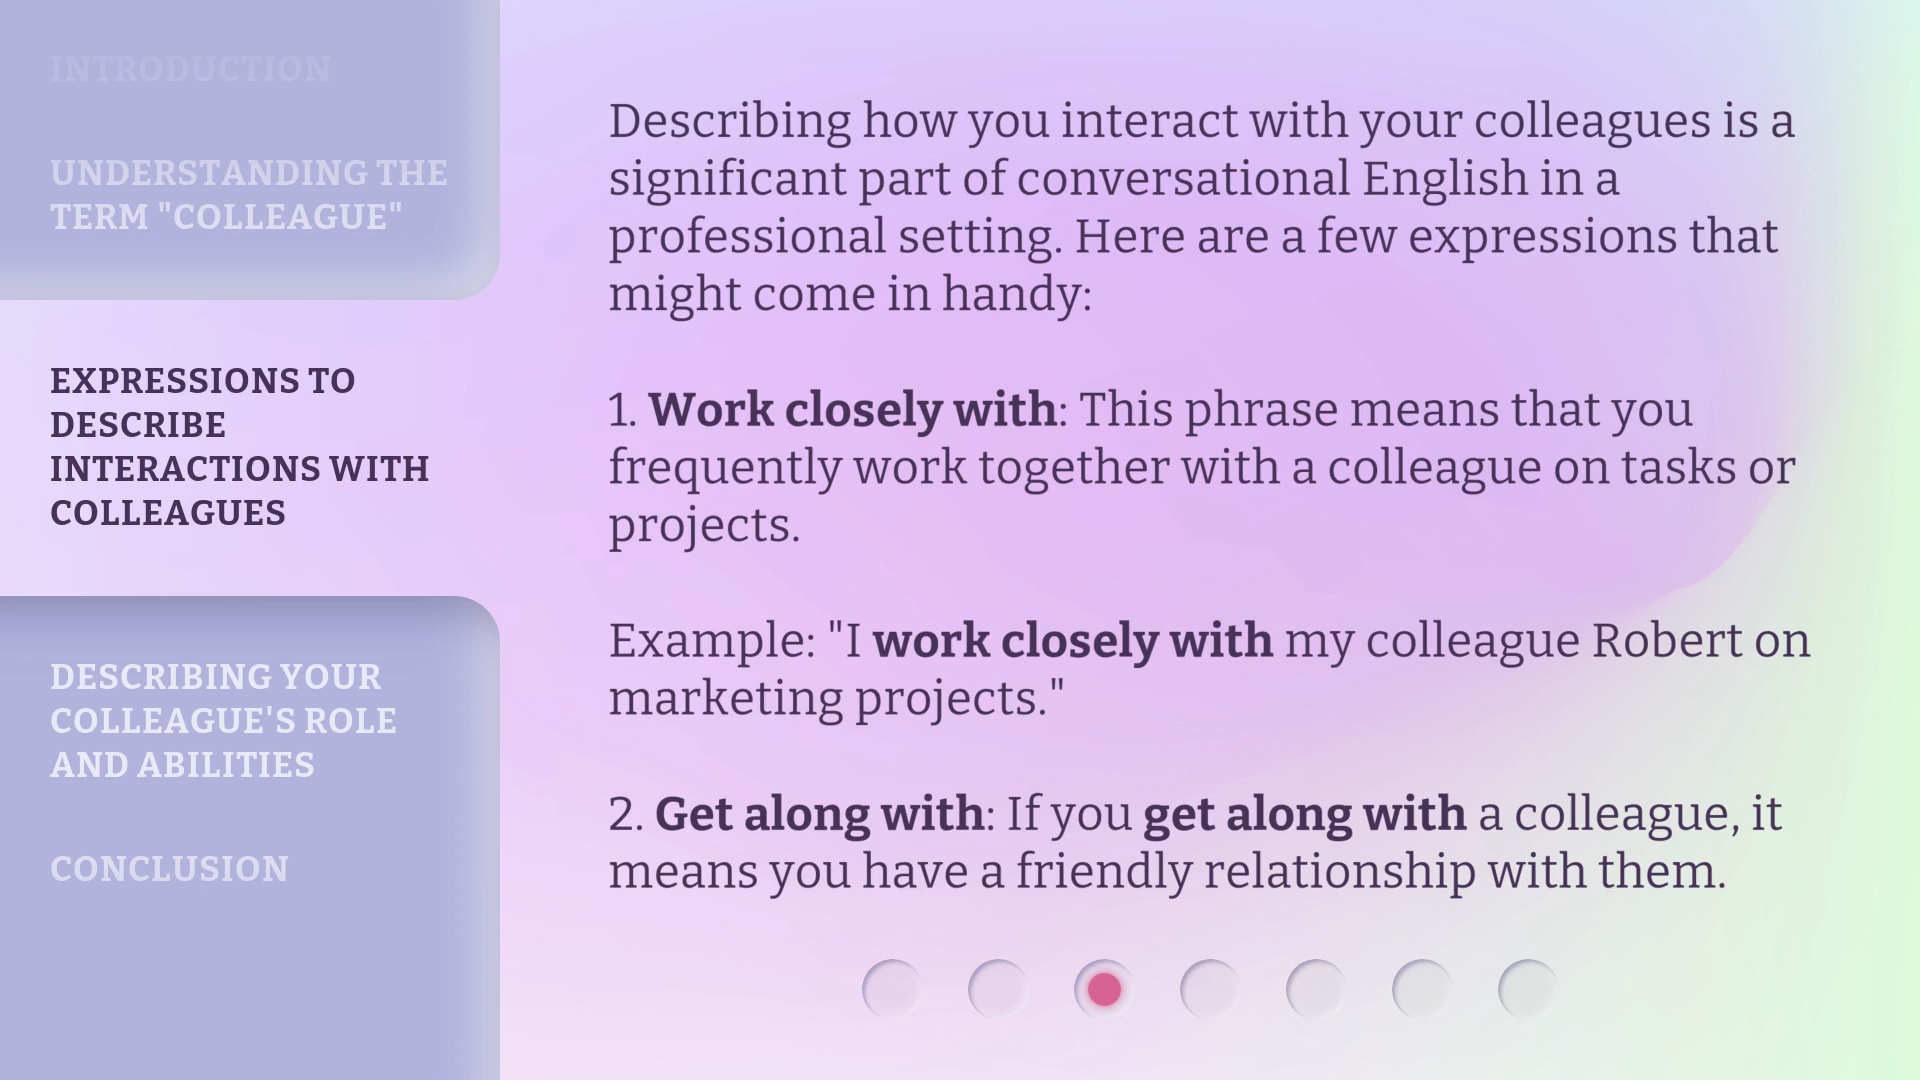 INTRODUCTION
UNDERSTANDING THE
TERM "COLLEAGUE"
EXPRESSIONS TO
DESCRIBE
INTERACTIONS WITH
COLLEAGUES
DESCRIBING YOUR
COLLEAGUE'S ROLE
AND ABILITIES
CONCLUSION
Describing how you interact with your colleagues is a
significant part of conversational English in a
professional setting. Here are a few expressions that
might come in handy:
1. Work closely with: This phrase means that you
frequently work together with a colleague on tasks or
projects.
Example: "I work closely with my colleague Robert on
marketing projects."
2. Get along with: If you get along with a colleague, it
means you have a friendly relationship with them.